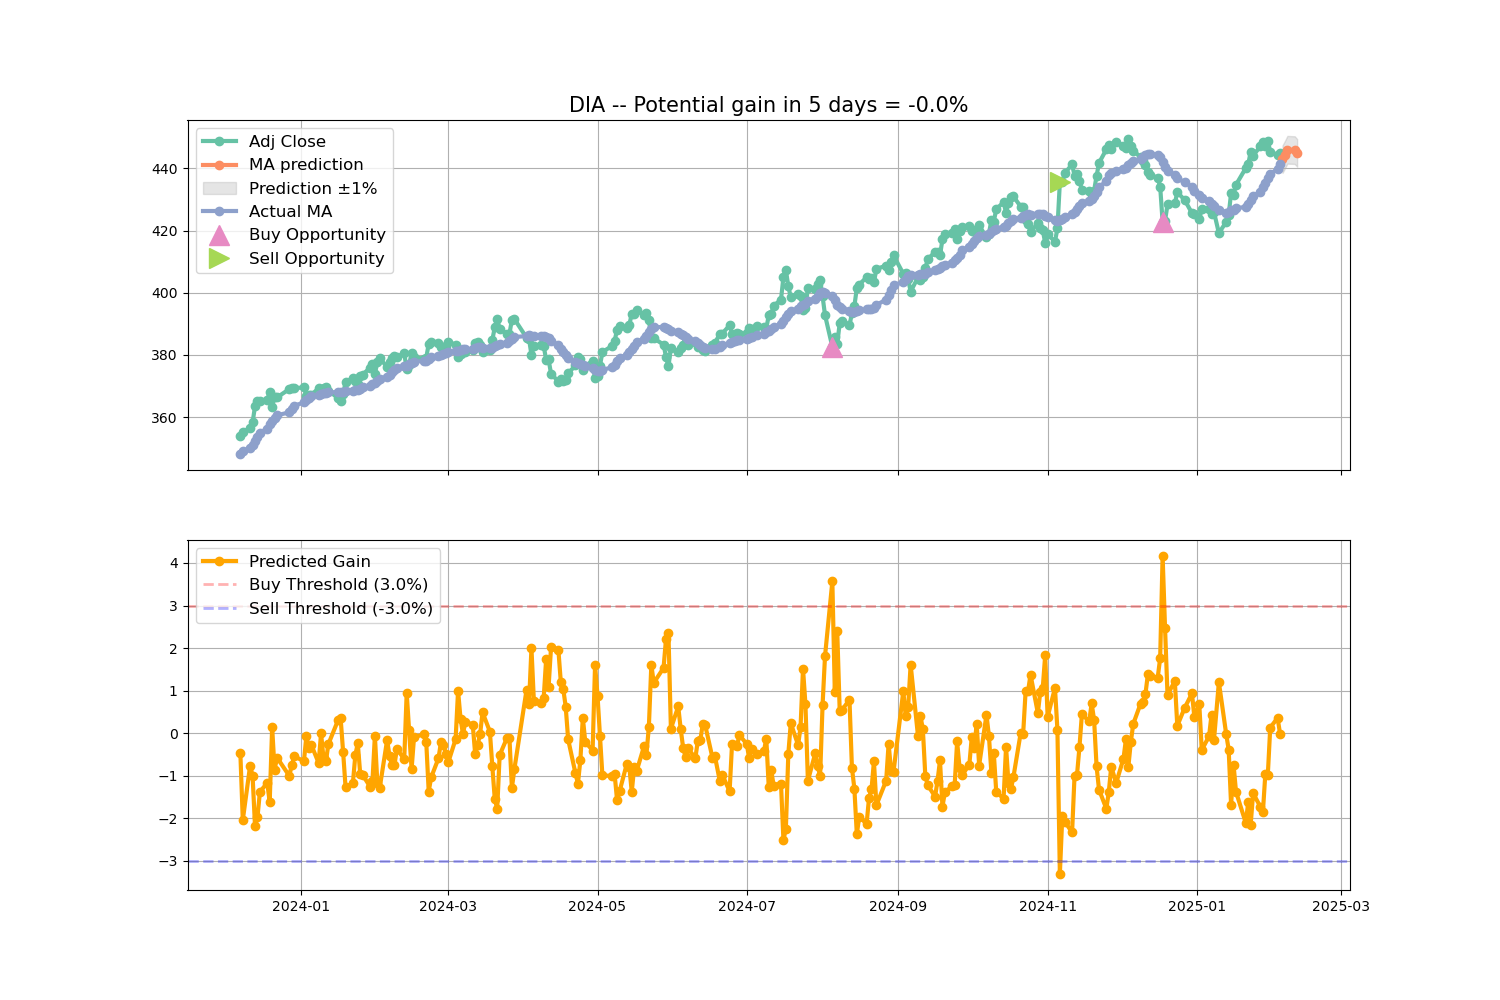 DIA -- Potential gain in 5 days = -0.0%
Adj Close
MA prediction
Prediction ±1%
Actual MA
Buy Opportunity
Sell Opportunity
440
420
400
380
360
Predicted Gain
Buy Threshold (3.0%)
Sell Threshold (-3.0%)
4
3
2
1
0
−1
−2
−3
2024-01 2024-03 2024-05 2024-07 2024-09 2024-11 2025-01 2025-03